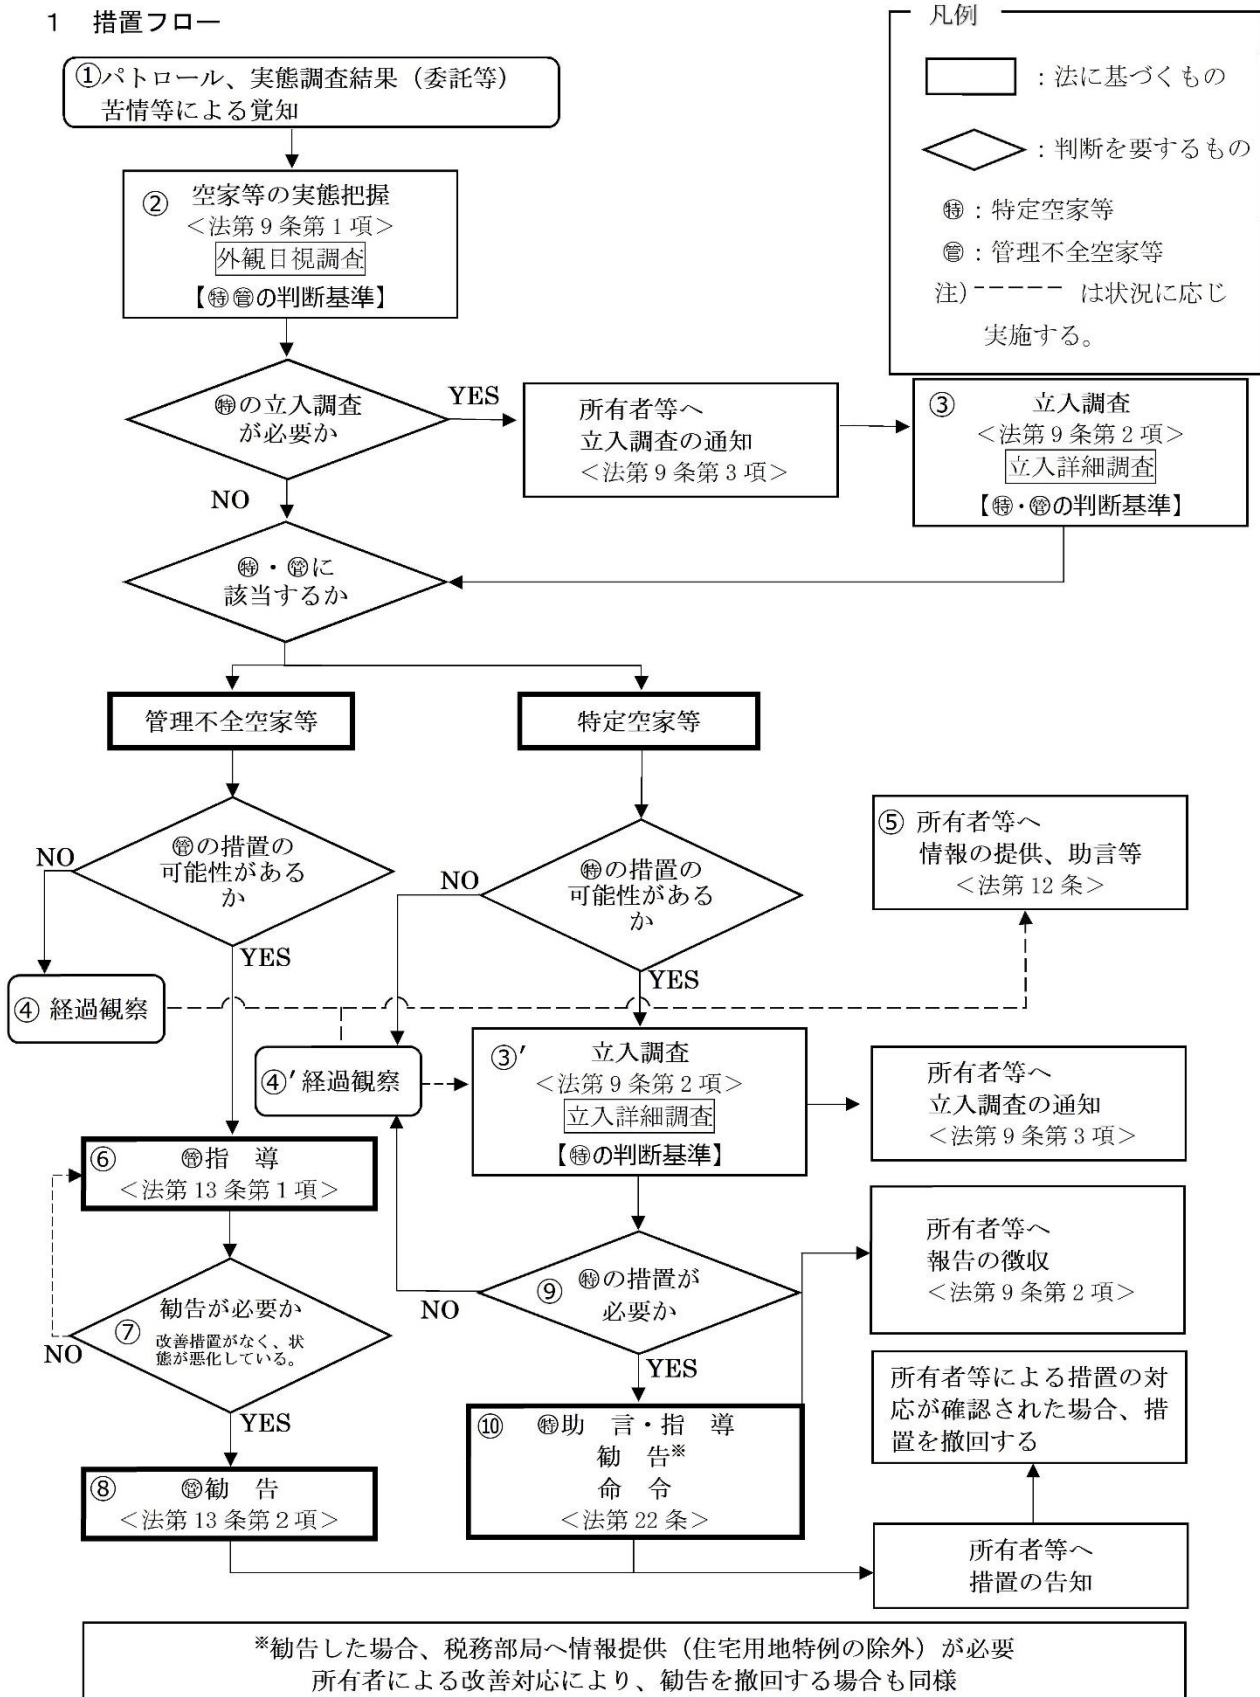 1 措置フロー
凡例
：法に基づくもの
：判断を要するもの
㊕：特定空家等
管：管理不全空家等
注）----- は状況に応じ
実施する。
①パトロール、実態調査結果（委託等）
苦情等による覚知
② 空家等の実態把握
＜法第9条第1項＞
外観目視調査
【㊕管の判断基準】
㊕の立入調査
が必要か
YES
NO
所有者等へ
立入調査の通知
＜法第9条第3項＞
③ 立入調査
＜法第9条第2項＞
立入詳細調査
【㊕・管の判断基準】
㊕・管に
該当するか
管理不全空家等
特定空家等
管の措置の
可能性がある
か
NO
YES
㊕の措置の
可能性がある
か
NO
YES
⑤ 所有者等へ
情報の提供、助言等
＜法第12条＞
④ 経過観察
④′経過観察
③′ 立入調査
＜法第9条第2項＞
立入詳細調査
【㊕の判断基準】
所有者等へ
立入調査の通知
＜法第9条第3項＞
⑥ 管指 導
＜法第13条第1項＞
⑦ 勧告が必要か
改善措置がなく、状
態が悪化している。
NO
YES
⑨ ㊕の措置が
必要か
NO
YES
所有者等へ
報告の徴収
＜法第9条第2項＞
所有者等による措置の対
応が確認された場合、措
置を撤回する
⑧ 管勧 告
＜法第13条第2項＞
⑩ ㊕助 言・指 導
勧 告※
命 令
＜法第22条＞
所有者等へ
措置の告知
※勧告した場合、税務部局へ情報提供（住宅用地特例の除外）が必要
所有者による改善対応により、勧告を撤回する場合も同様